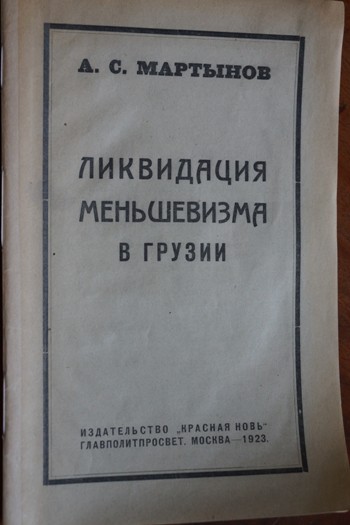 А. С. МАРТЫНОВ
ЛИКВИДАЦИЯ
МЕНЬШЕВИЗМА
В ГРУЗИИ
ИЗДАТЕЛЬСТВО „КРАСНАЯ НОВЬ"
ГЛАВПОЛИТПРОСВЕТ. МОСКВА—1923.